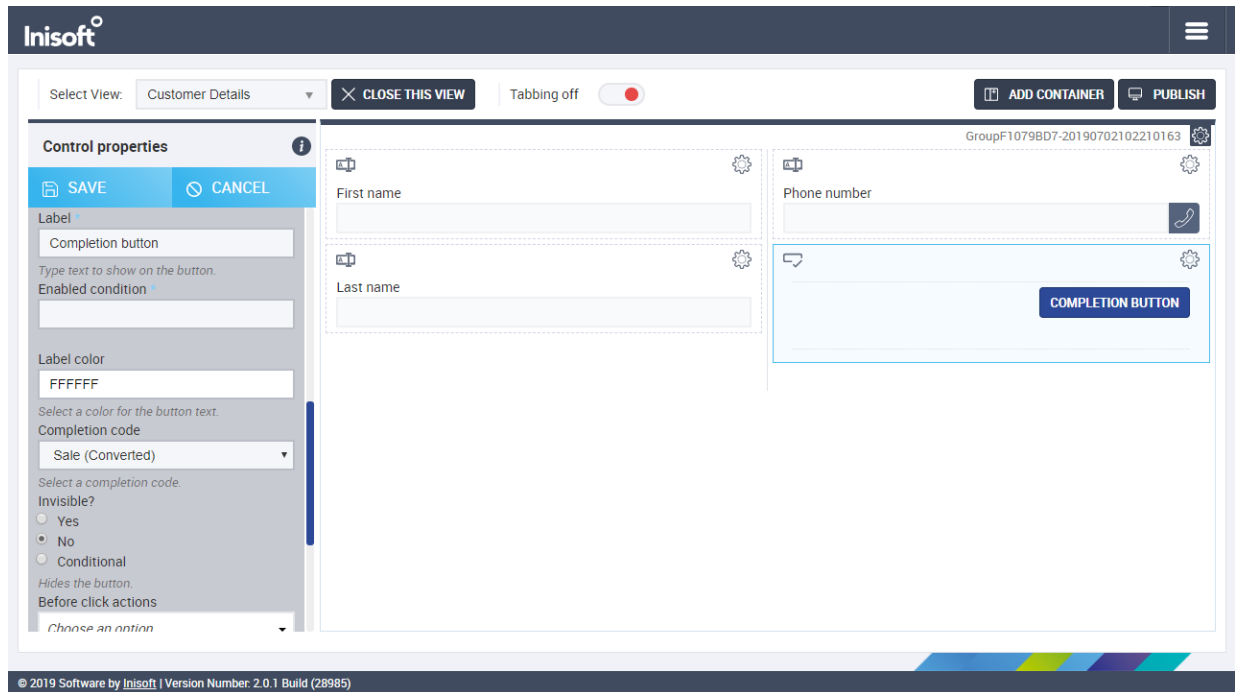 Inisoft
Select View: Customer Details CLOSE THIS VIEW Tabbing off ADD CONTAINER PUBLISH
Control properties
SAVE CANCEL
Label *
Completion button
Type text to show on the button.
Enabled condition *
Label color
FFFFFF
Select a color for the button text.
Completion code
Sale (Converted)
Select a completion code.
Invisible?
Yes
No
Conditional
Hides the button.
Before click actions
Choose an option
GroupF1079BD7-20190702102210163
First name
Phone number
Last name
COMPLETION BUTTON
© 2019 Software by Inisoft | Version Number: 2.0.1 Build (28985)